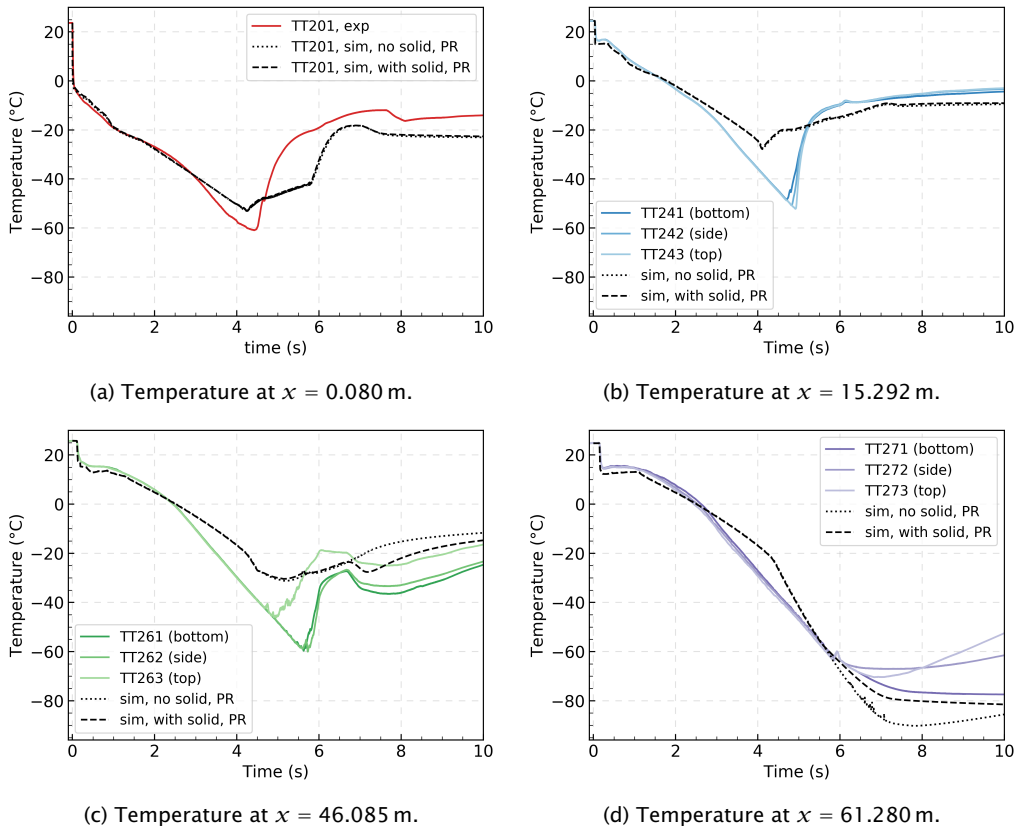 TT201, exp
TT201, sim, no solid, PR
TT201, sim, with solid, PR
20
0
−20
−40
−60
−80
Temperature (°C)
0 2 4 6 8 10
time (s)
(a) Temperature at x = 0.080 m.
20
0
−20
−40
−60
−80
Temperature (°C)
TT241 (bottom)
TT242 (side)
TT243 (top)
sim, no solid, PR
sim, with solid, PR
0 2 4 6 8 10
Time (s)
(b) Temperature at x = 15.292 m.
20
0
−20
−40
−60
−80
Temperature (°C)
TT261 (bottom)
TT262 (side)
TT263 (top)
sim, no solid, PR
sim, with solid, PR
0 2 4 6 8 10
Time (s)
(c) Temperature at x = 46.085 m.
TT271 (bottom)
TT272 (side)
TT273 (top)
sim, no solid, PR
sim, with solid, PR
20
0
−20
−40
−60
−80
Temperature (°C)
0 2 4 6 8 10
Time (s)
(d) Temperature at x = 61.280 m.